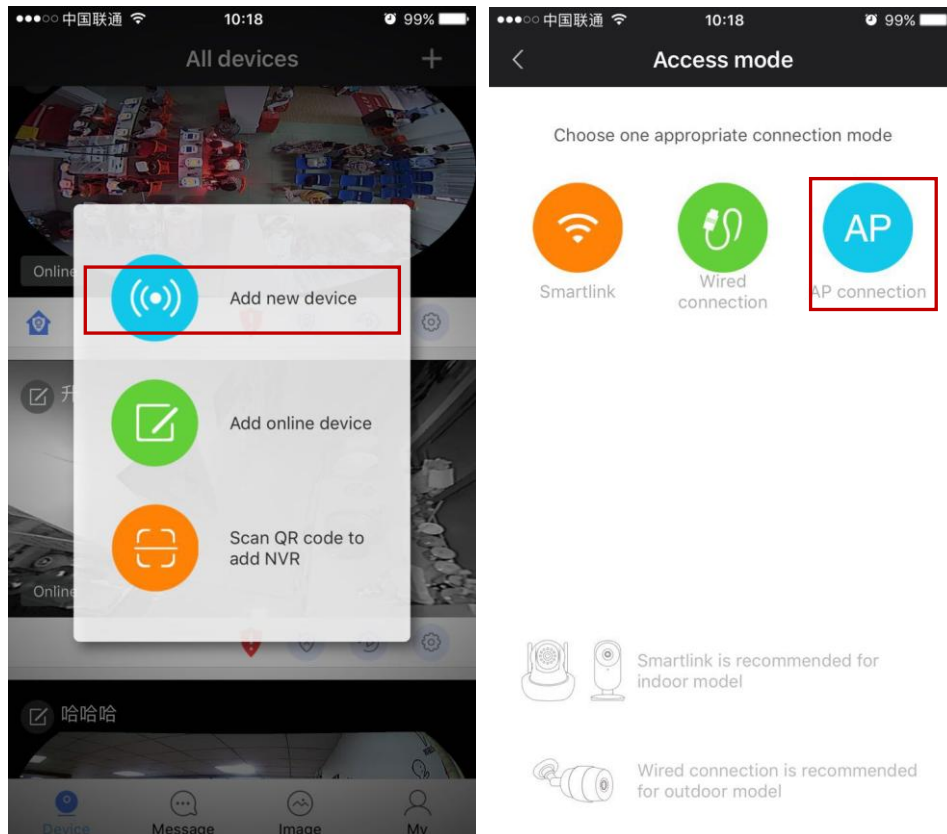 中国联通
10:18
99%
All devices
+
Online
Add new device
升
Add online device
Scan QR code to
add NVR
Online
哈哈哈
Device
Message
Image
My
中国联通
10:18
99%
Access mode
Choose one appropriate connection mode
AP
Smartlink
Wired
connection
AP connection
Smartlink is recommended for
indoor model
Wired connection is recommended
for outdoor model